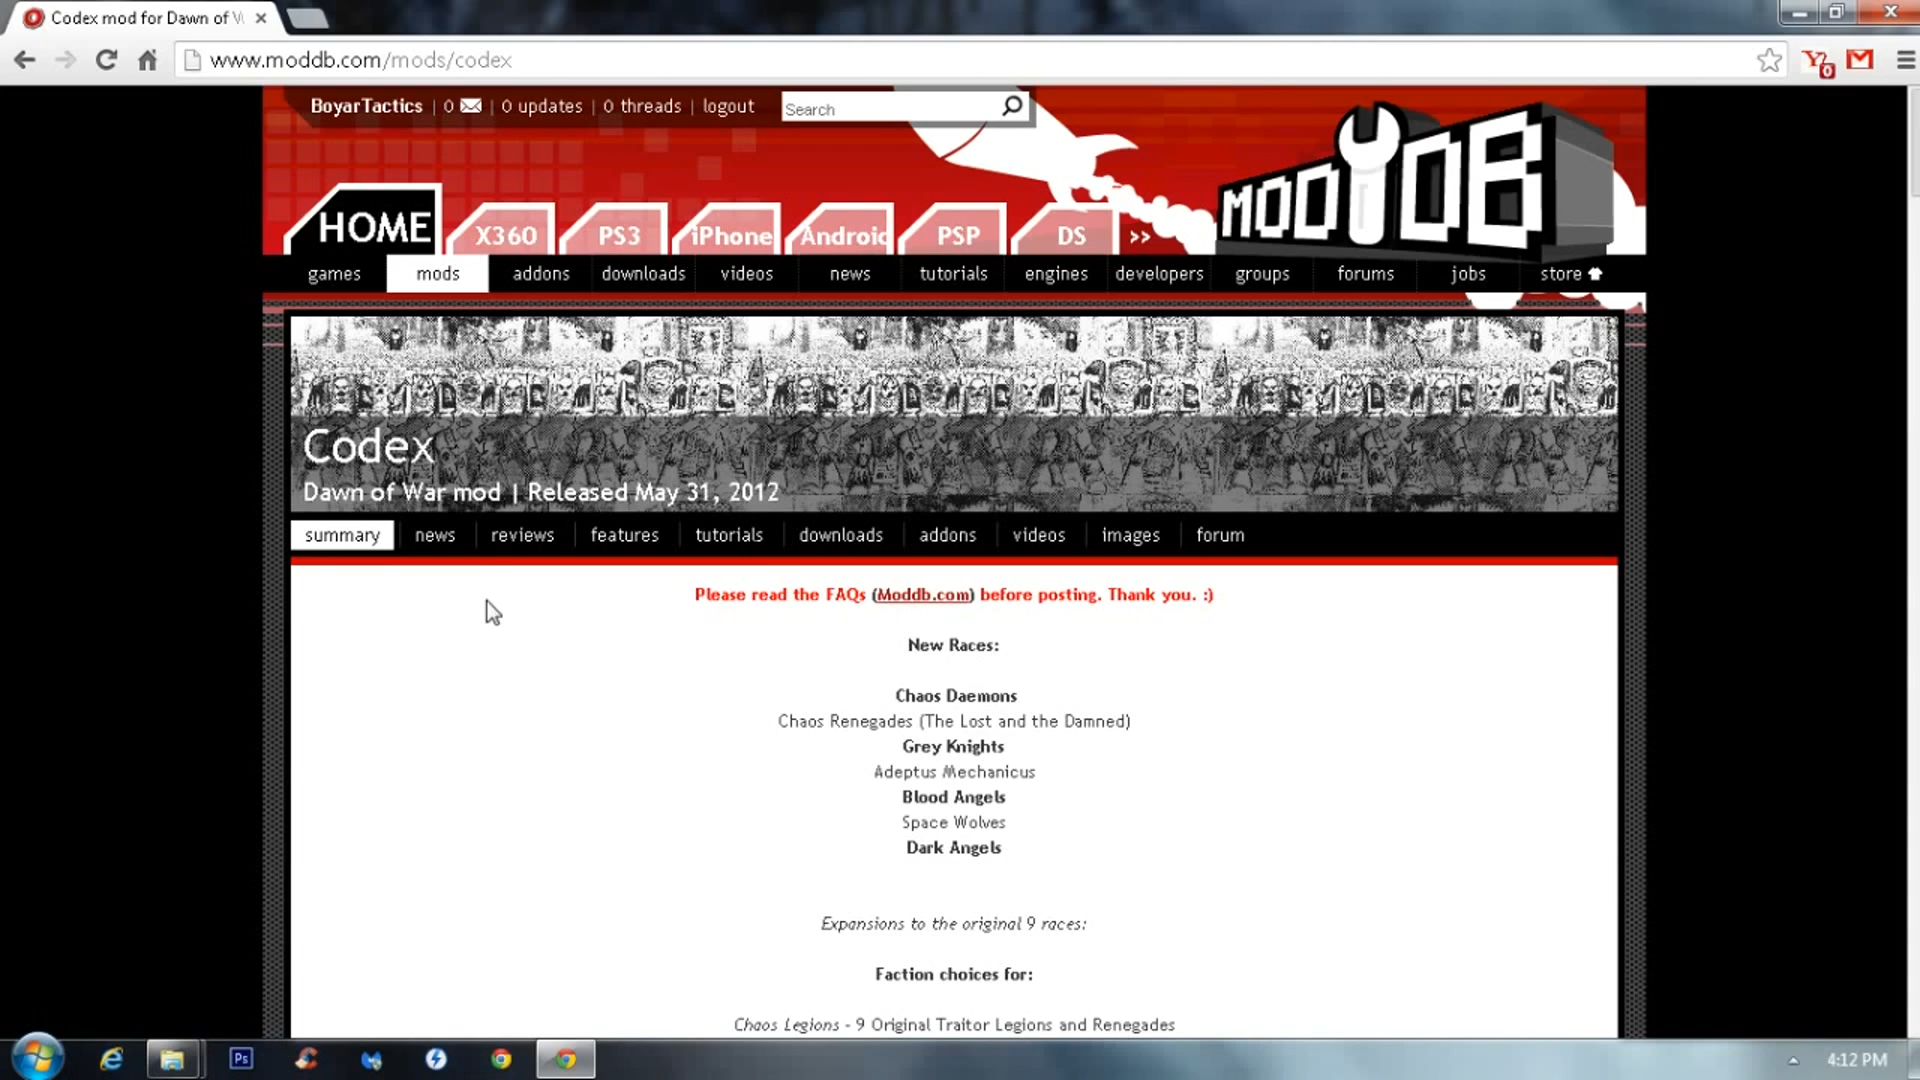 Codex mod for Dawn of W
www.moddb.com/mods/codex
BoyarTactics | 0 | 0 updates | 0 threads | logout
Search
MOD DB
HOME X360 PS3 iPhone Android PSP DS >>
games mods addons downloads videos news tutorials engines developers groups forums jobs store
Codex
Dawn of War mod | Released May 31, 2012
summary news reviews features tutorials downloads addons videos images forum
Please read the FAQs (Moddb.com) before posting. Thank you. :)
New Races:
Chaos Daemons
Chaos Renegades (The Lost and the Damned)
Grey Knights
Adeptus Mechanicus
Blood Angels
Space Wolves
Dark Angels
Expansions to the original 9 races:
Faction choices for:
Chaos Legions - 9 Original Traitor Legions and Renegades
Ps
4:12 PM